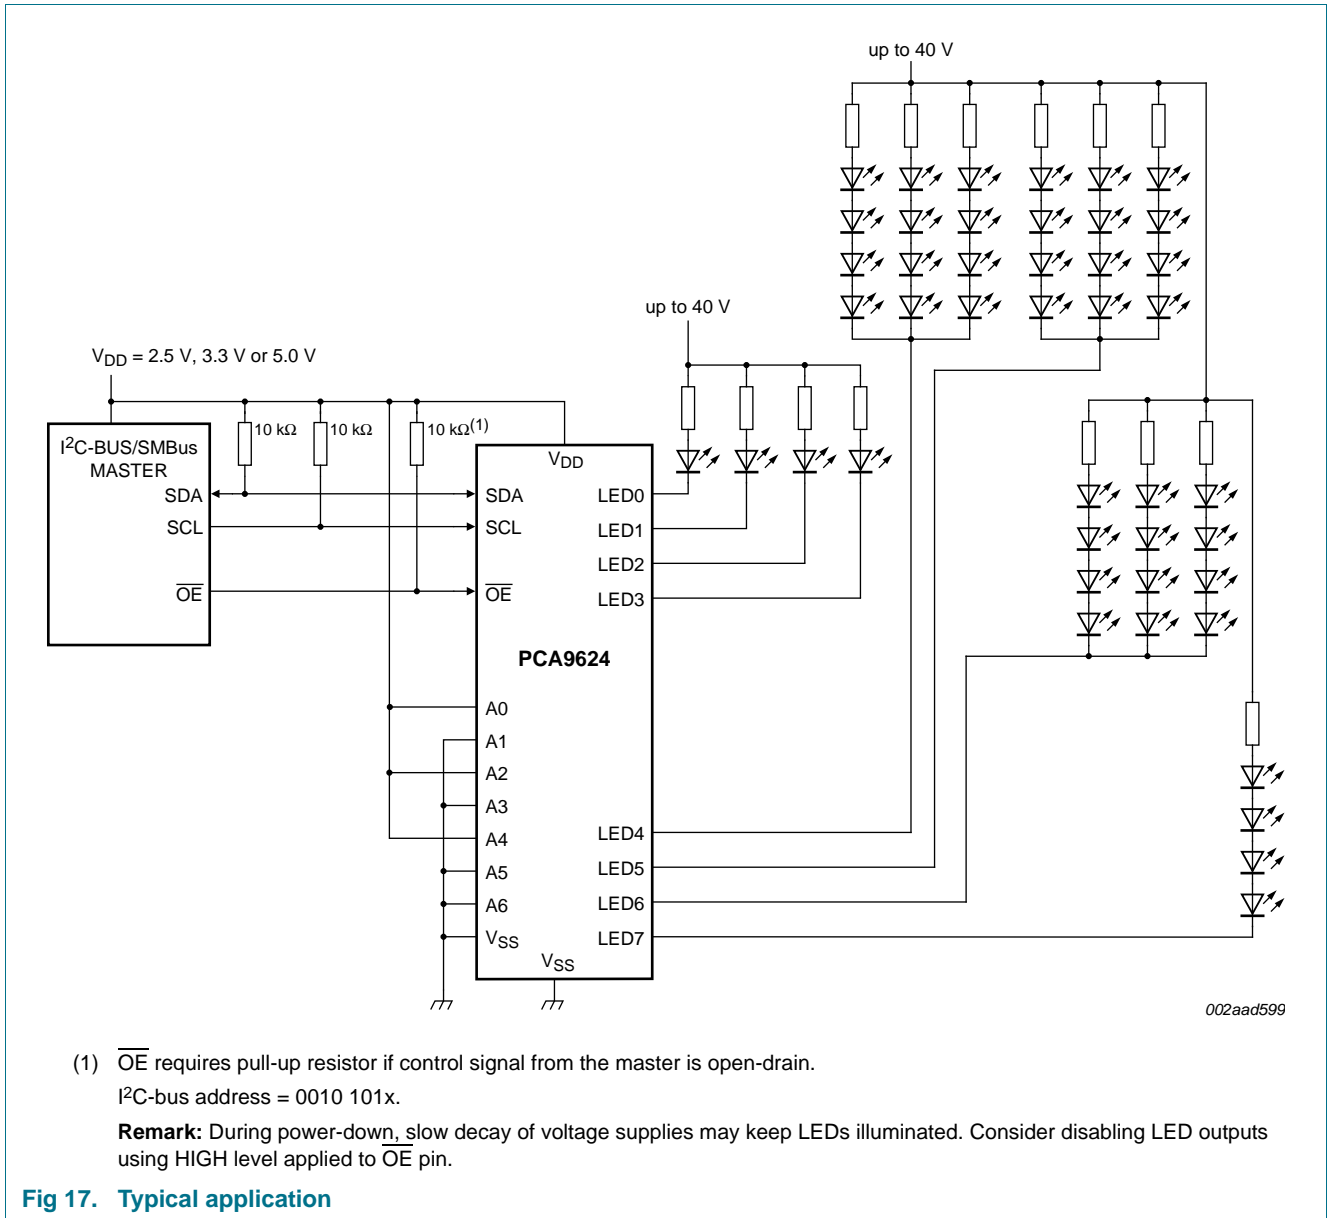 up to 40 V
up to 40 V
VDD = 2.5 V, 3.3 V or 5.0 V
10 kΩ
10 kΩ
10 kΩ(1)
I2C-BUS/SMBus
MASTER
SDA
SCL
OE
VDD
SDA
SCL
OE
PCA9624
A0
A1
A2
A3
A4
A5
A6
VSS
VSS
LED0
LED1
LED2
LED3
LED4
LED5
LED6
LED7
002aad599
(1) OE requires pull-up resistor if control signal from the master is open-drain.
I2C-bus address = 0010 101x.
Remark: During power-down, slow decay of voltage supplies may keep LEDs illuminated. Consider disabling LED outputs
using HIGH level applied to OE pin.
Fig 17. Typical application